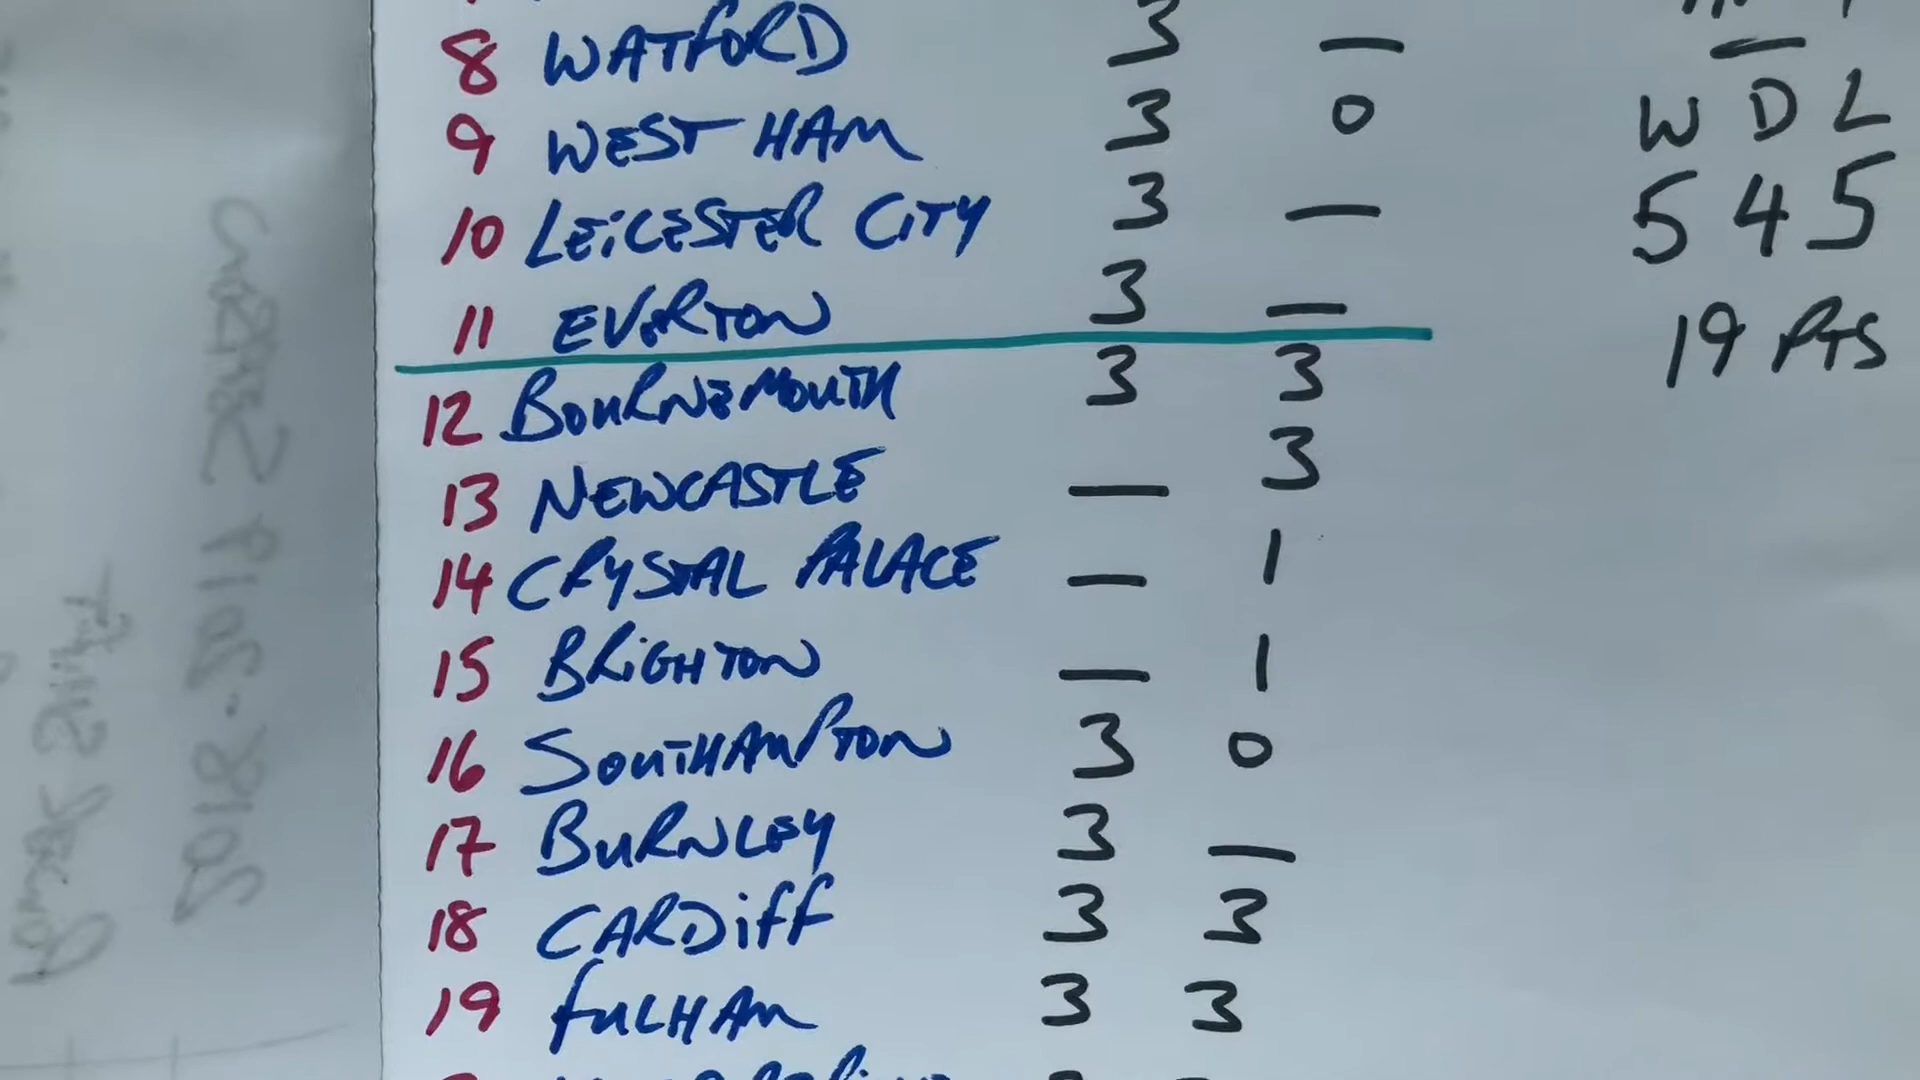 8 WATFORD 3 —
9 WEST HAM 3 0
10 LEICESTER CITY 3 —
11 EVERTON 3 —
12 BOURNEMOUTH 3 3
13 NEWCASTLE — 3
14 CRYSTAL PALACE — 1
15 BRIGHTON — 1
16 SOUTHAMPTON 3 0
17 BURNLEY 3 —
18 CARDIFF 3 3
19 FULHAM 3 3
W D L
5 4 5
19 PTS